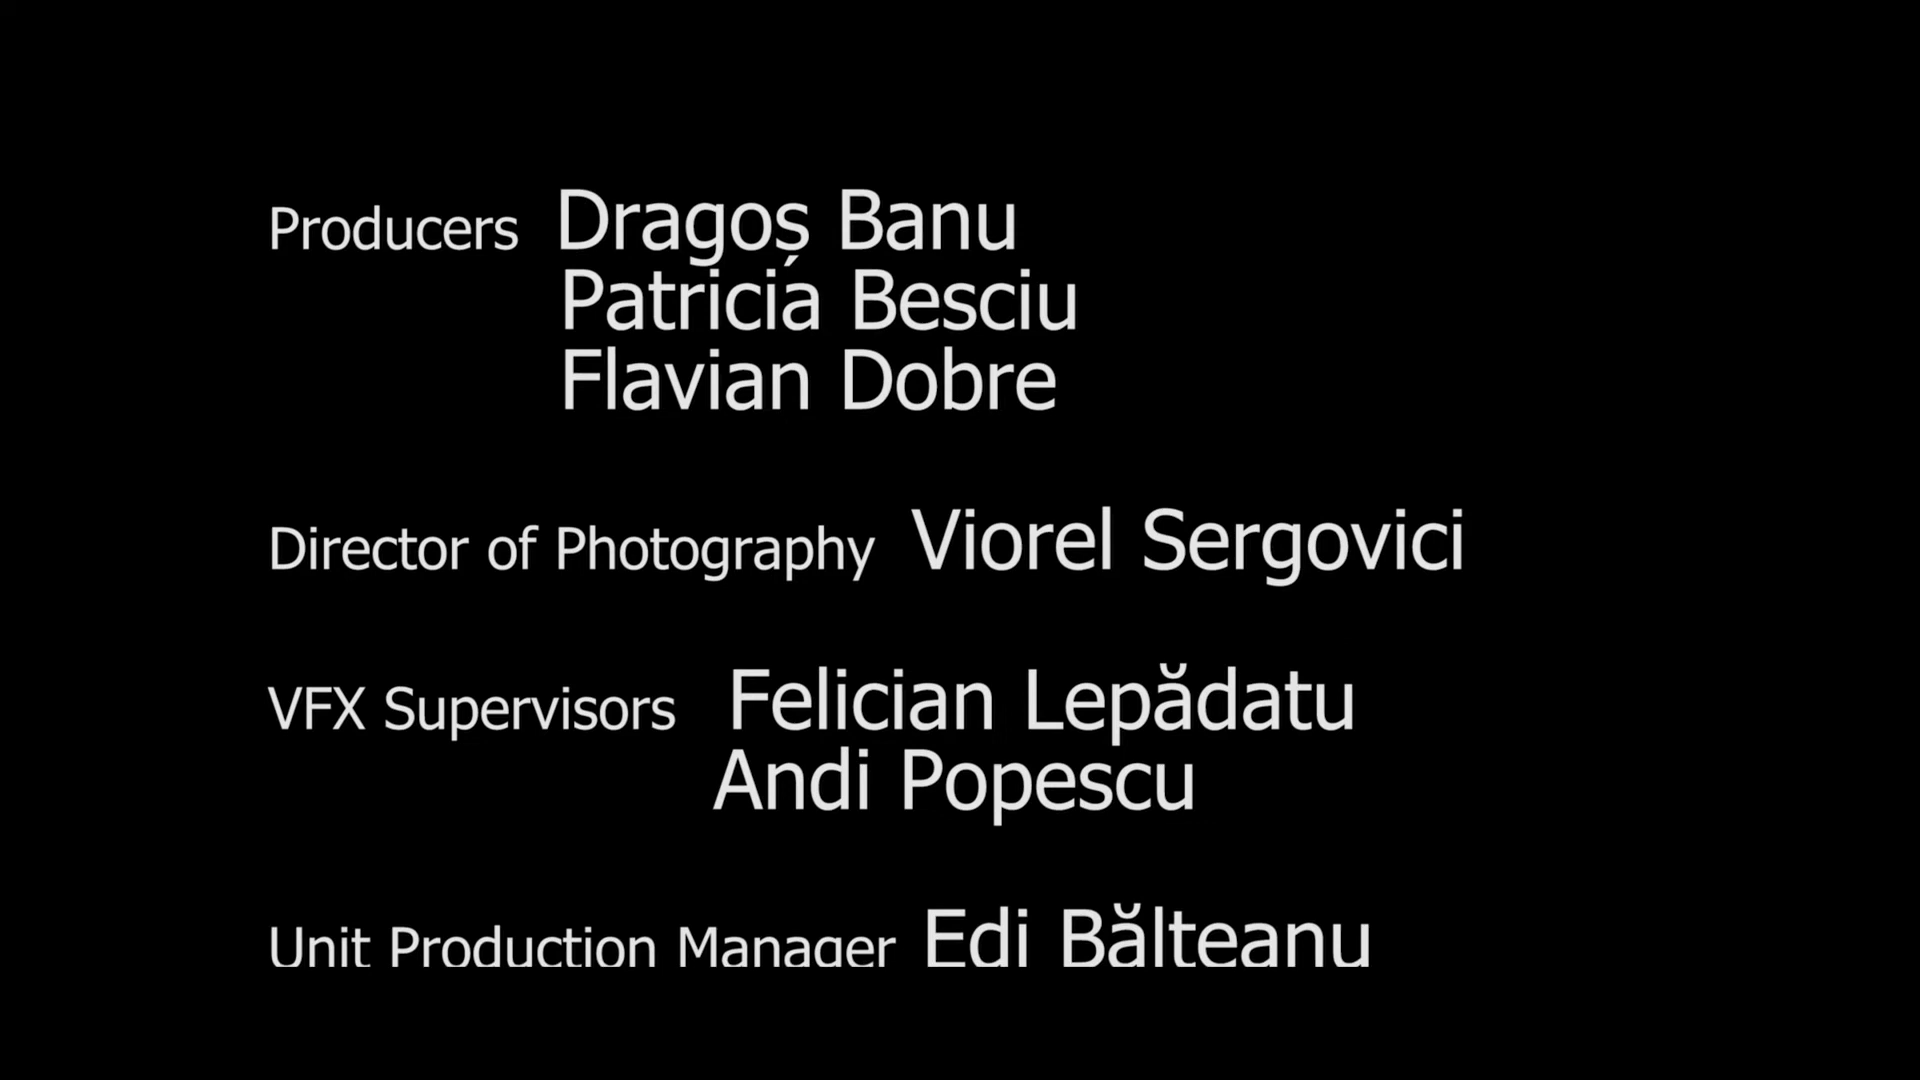 Producers Dragoș Banu
Patricia Besciu
Flavian Dobre
Director of Photography Viorel Sergovici
VFX Supervisors Felician Lepădatu
Andi Popescu
Unit Production Manager Edi Bălteanu